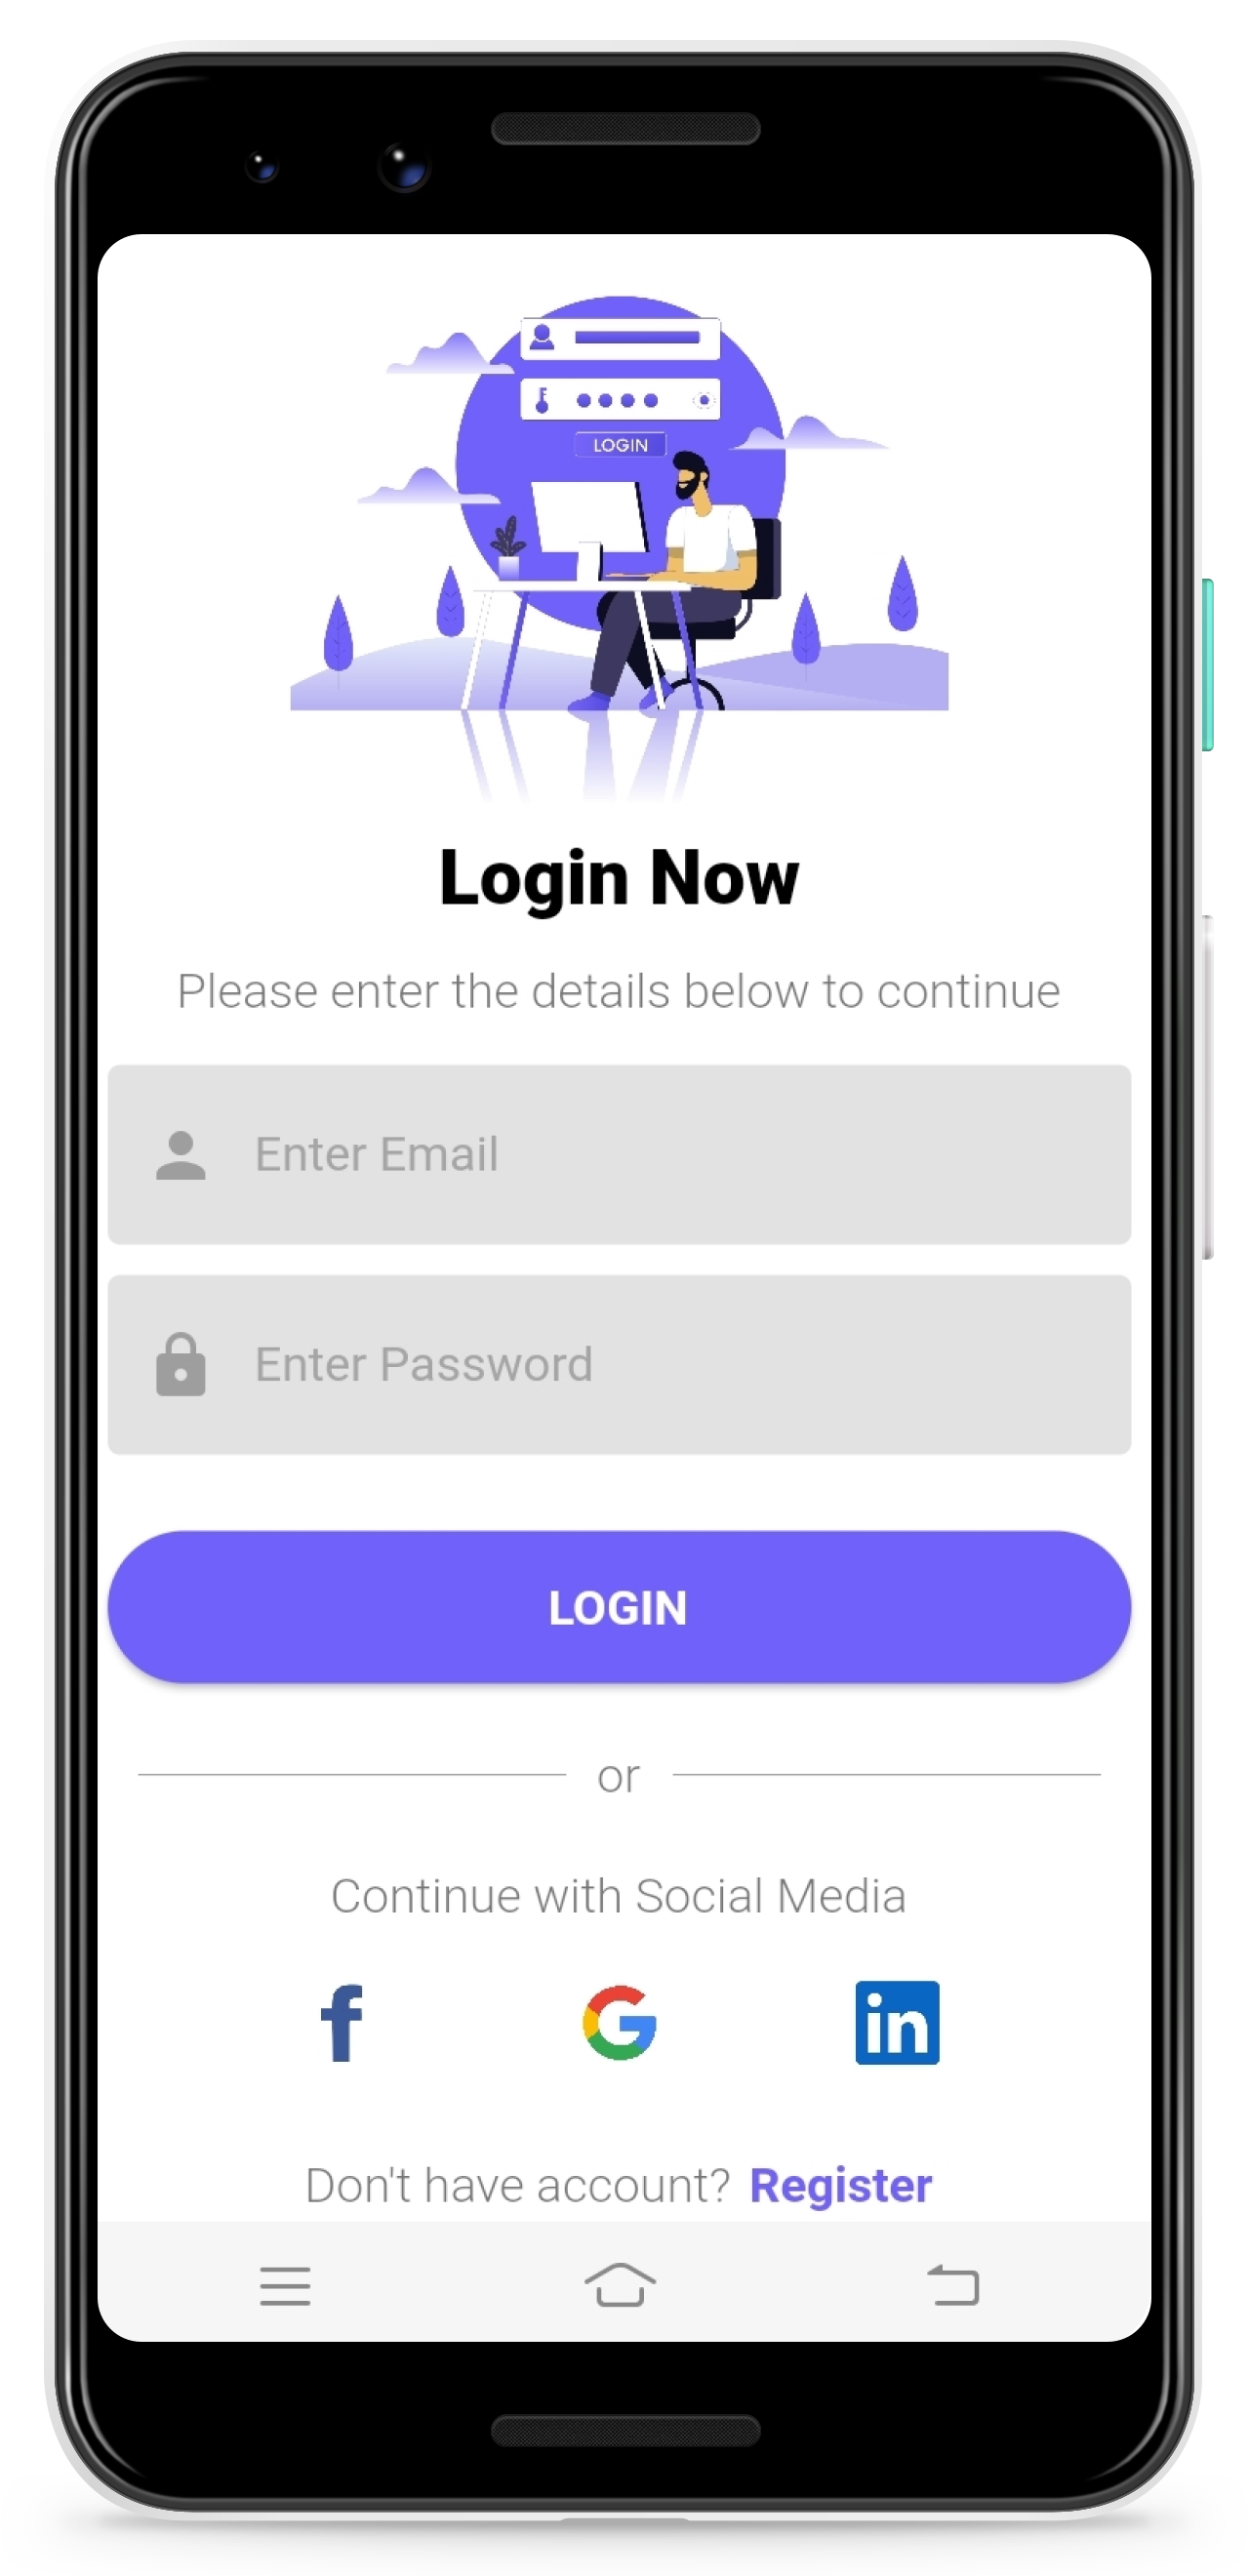 LOGIN
Login Now
Please enter the details below to continue
Enter Email
Enter Password
LOGIN
or
Continue with Social Media
f G in
Don't have account? Register